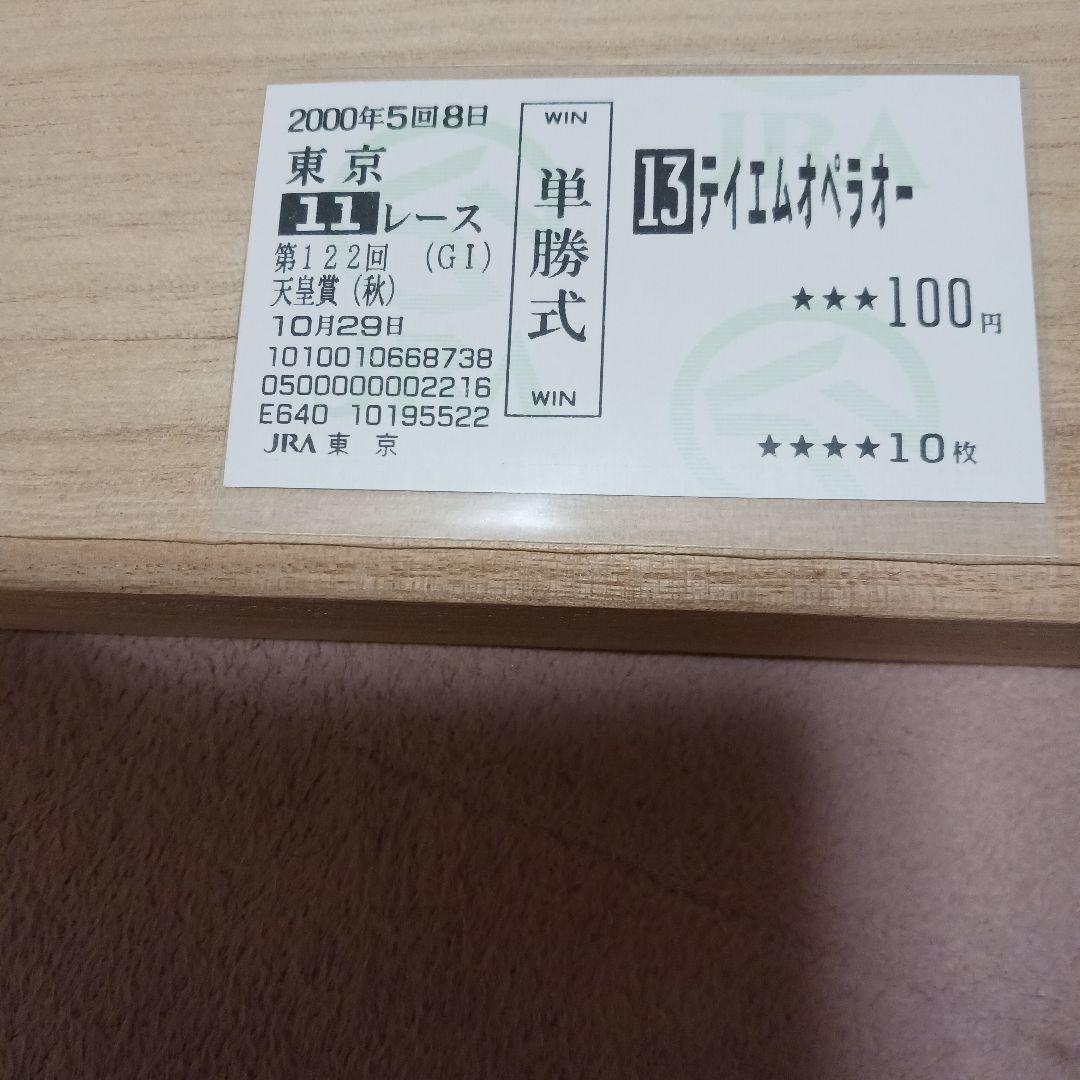 2000年5回8日
東京
11レース
第122回 (GI)
天皇賞(秋)
10月29日
1010010668738
0500000002216
E640 10195522
JRA 東 京
WIN
単勝式
WIN
13テイエムオペラオー
★★★100円
★★★★10枚
JRA